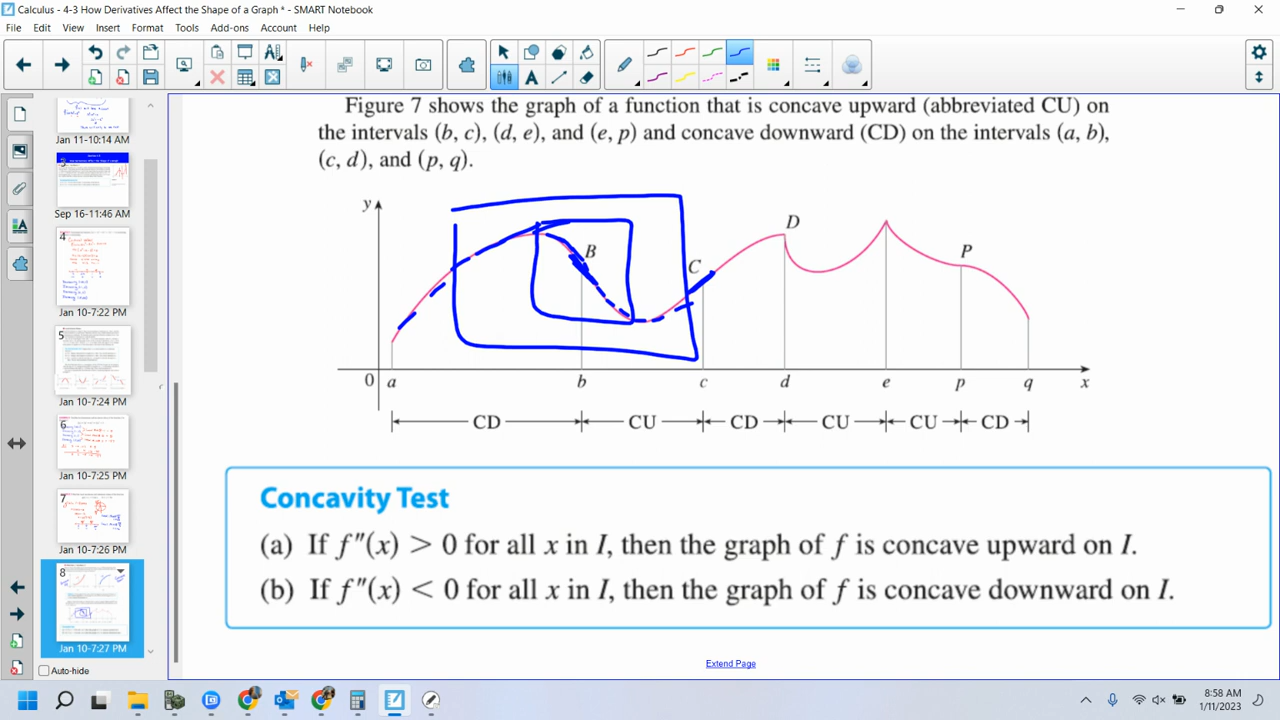 Calculus - 4-3 How Derivatives Affect the Shape of a Graph * - SMART Notebook
File Edit View Insert Format Tools Add-ons Account Help
Jan 11-10:14 AM
3
Sep 16-11:46 AM
4
Jan 10-7:22 PM
5
Jan 10-7:24 PM
6
Jan 10-7:25 PM
7
Jan 10-7:26 PM
8
Jan 10-7:27 PM
Auto-hide
Figure 7 shows the graph of a function that is concave upward (abbreviated CU) on
the intervals (b, c), (d, e), and (e, p) and concave downward (CD) on the intervals (a, b),
(c, d), and (p, q).
y
B
C
D
P
0 a b c d e p q x
CD CU CD CU CU CD
Concavity Test
(a) If f″(x) > 0 for all x in I, then the graph of f is concave upward on I.
(b) If f″(x) < 0 for all x in I, then the graph of f is concave downward on I.
Extend Page
8:58 AM
1/11/2023